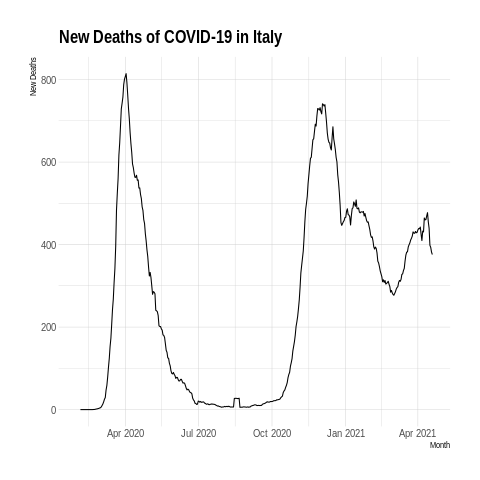 New Deaths of COVID-19 in Italy
New Deaths
800
600
400
200
0
Apr 2020 Jul 2020 Oct 2020 Jan 2021 Apr 2021
Month